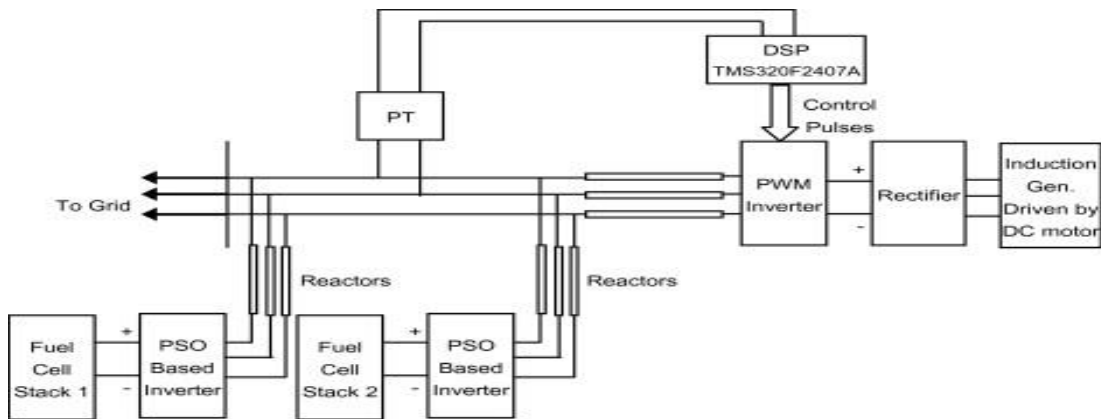 DSP
TMS320F2407A
PT
Control
Pulses
To Grid
PWM
Inverter
+
-
Rectifier
Induction
Gen.
Driven by
DC motor
Reactors
Reactors
Fuel
Cell
Stack 1
+
-
PSO
Based
Inverter
Fuel
Cell
Stack 2
+
-
PSO
Based
Inverter